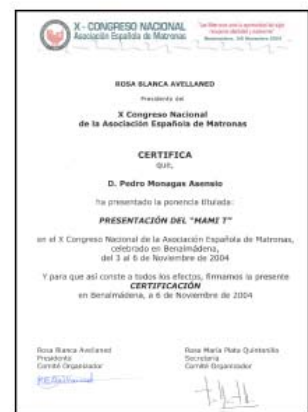 X - CONGRESO NACIONAL
Asociación Española de Matronas
ROSA BLANCA AVELLANED
Presidenta del
X Congreso Nacional
de la Asociación Española de Matronas
CERTIFICA
que,
D. Pedro Monagas Asensio
ha presentado la ponencia titulada:
PRESENTACIÓN DEL "MAMI T"
en el X Congreso Nacional de la Asociación Española de Matronas,
celebrado en Benalmádena,
del 3 al 6 de Noviembre de 2004
Y para que así conste a todos los efectos, firmamos la presente
CERTIFICACIÓN
en Benalmádena, a 6 de Noviembre de 2004
Rosa Blanca Avellaned
Presidenta
Comité Organizador
Rosa María Plata Quintanilla
Secretaria
Comité Organizador